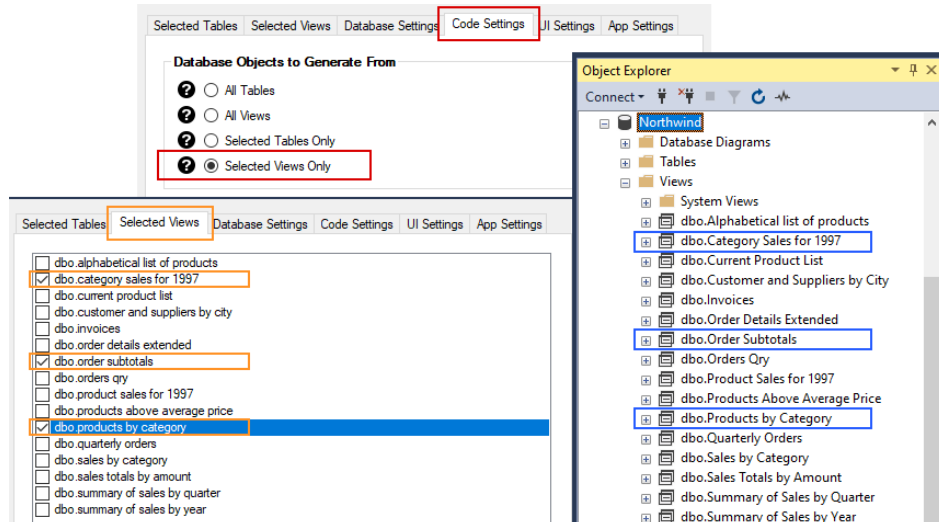 Selected Tables Selected Views Database Settings Code Settings UI Settings App Settings
Database Objects to Generate From
? All Tables
? All Views
? Selected Tables Only
? Selected Views Only
Selected Tables Selected Views Database Settings Code Settings UI Settings App Settings
dbo.alphabetical list of products
dbo.category sales for 1997
dbo.current product list
dbo.customer and suppliers by city
dbo.invoices
dbo.order details extended
dbo.order subtotals
dbo.orders qry
dbo.product sales for 1997
dbo.products above average price
dbo.products by category
dbo.quarterly orders
dbo.sales by category
dbo.sales totals by amount
dbo.summary of sales by quarter
dbo.summary of sales by year
Object Explorer
Connect
Northwind
Database Diagrams
Tables
Views
System Views
dbo.Alphabetical list of products
dbo.Category Sales for 1997
dbo.Current Product List
dbo.Customer and Suppliers by City
dbo.Invoices
dbo.Order Details Extended
dbo.Order Subtotals
dbo.Orders Qry
dbo.Product Sales for 1997
dbo.Products Above Average Price
dbo.Products by Category
dbo.Quarterly Orders
dbo.Sales by Category
dbo.Sales Totals by Amount
dbo.Summary of Sales by Quarter
dbo.Summary of Sales by Year